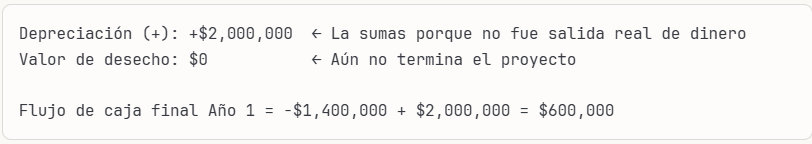 Depreciación (+): +$2,000,000  ← La sumas porque no fue salida real de dinero
Valor de desecho: $0           ← Aún no termina el proyecto
Flujo de caja final Año 1 = -$1,400,000 + $2,000,000 = $600,000